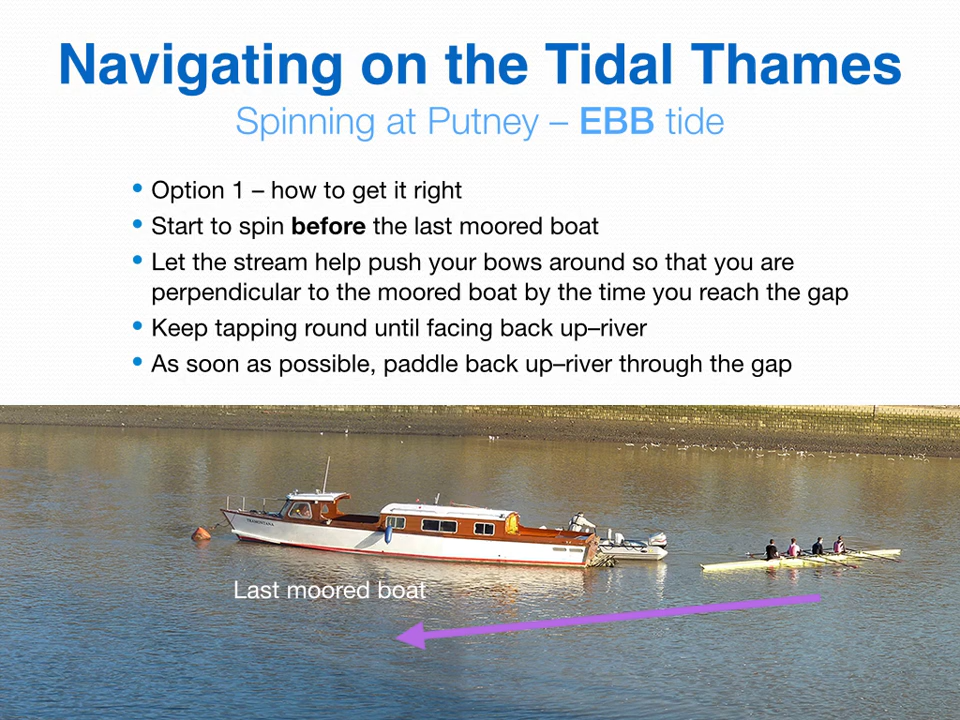 Navigating on the Tidal Thames
Spinning at Putney – EBB tide
• Option 1 – how to get it right
• Start to spin before the last moored boat
• Let the stream help push your bows around so that you are
perpendicular to the moored boat by the time you reach the gap
• Keep tapping round until facing back up–river
• As soon as possible, paddle back up–river through the gap
TRAMONTANA
Last moored boat